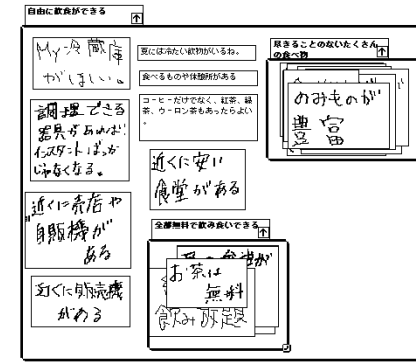 自由に飲食ができる
My 冷蔵庫
がほしい。
夏には冷たい飲物がいるね。
食べるものや休憩所がある
コーヒーだけでなく、紅茶、緑
茶、ウーロン茶もあったらよい
。
尽きることのないたくさん
の食べ物
のみものが
豊富
調理できる
器具があれば!
インスタントばっか
じゃなくなる。
近くに安い
食堂がある
近くに売店や
自販機が
ある
全部無料で飲み食いできる
お茶は
無料
飲み放題
近くに自販機
がある